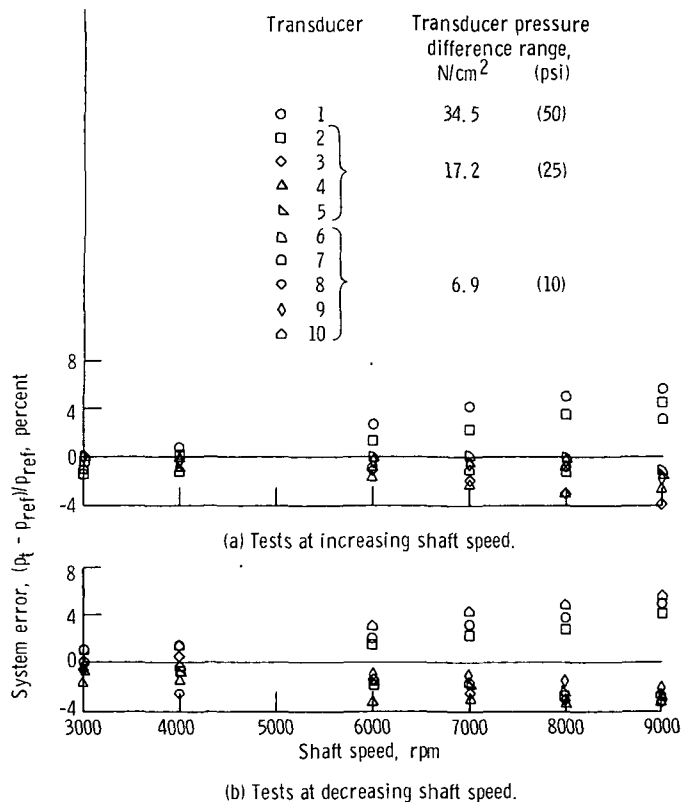 Transducer Transducer pressure
difference range,
N/cm2 (psi)
1 34.5 (50)
2
3 17.2 (25)
4
5
6
7
8 6.9 (10)
9
10
System error, (pt - pref)/pref, percent
8
4
0
-4
(a) Tests at increasing shaft speed.
8
4
0
-4
3000 4000 5000 6000 7000 8000 9000
Shaft speed, rpm
(b) Tests at decreasing shaft speed.